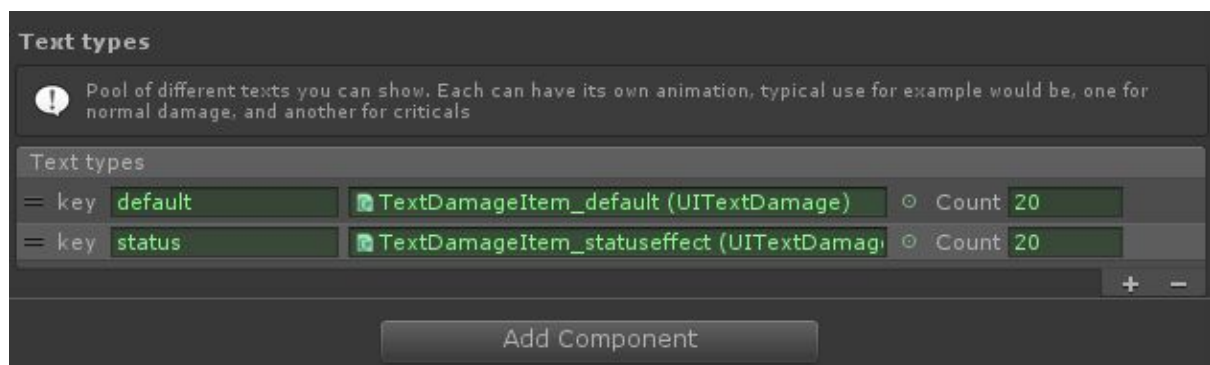 Text types
Pool of different texts you can show. Each can have its own animation, typical use for example would be, one for
normal damage, and another for criticals
Text types
key default TextDamageItem_default (UITextDamage) Count 20
key status TextDamageItem_statuseffect (UITextDamag Count 20
+ −
Add Component